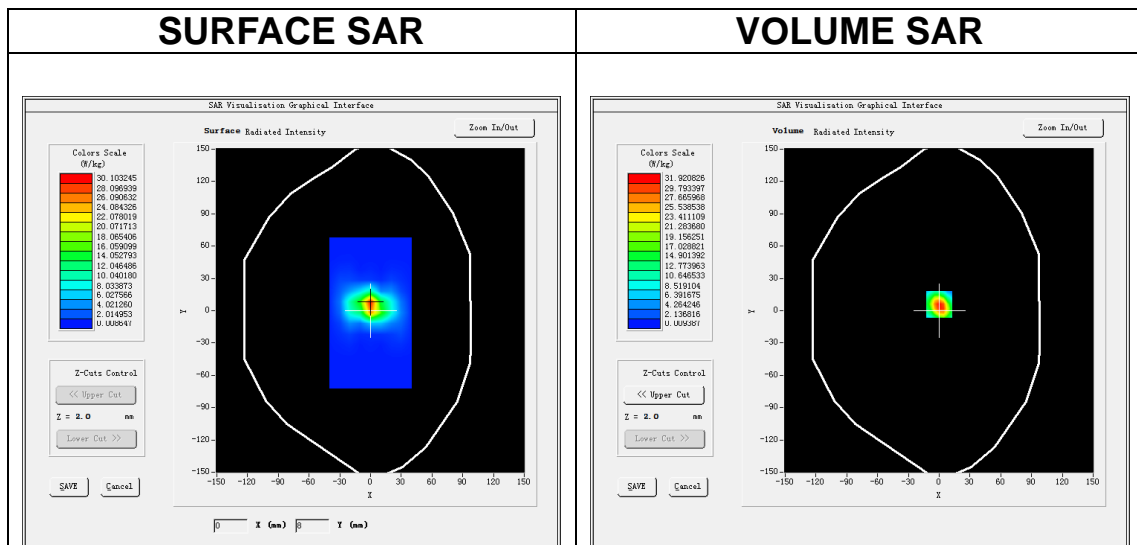 SURFACE SAR
VOLUME SAR
SAR Visualisation Graphical Interface
Surface Radiated Intensity
Zoom In/Out
Colors Scale
(W/kg)
30.103245
28.096939
26.090632
24.084326
22.078019
20.071713
18.065406
16.059099
14.052793
12.046486
10.040180
8.033873
6.027566
4.021260
2.014953
0.008647
Z-Cuts Control
<< Upper Cut
Z = 2.0 mm
Lower Cut >>
SAVE
Cancel
150
120
90
60
30
0
-30
-60
-90
-120
-150
Y
-150 -120 -90 -60 -30 0 30 60 90 120 150
X
0 X (mm) 8 Y (mm)
SAR Visualisation Graphical Interface
Volume Radiated Intensity
Zoom In/Out
Colors Scale
(W/kg)
31.920826
29.793397
27.665968
25.538538
23.411109
21.283680
19.156251
17.028821
14.901392
12.773963
10.646533
8.519104
6.391675
4.264246
2.136816
0.009387
Z-Cuts Control
<< Upper Cut
Z = 2.0 mm
Lower Cut >>
SAVE
Cancel
150
120
90
60
30
0
-30
-60
-90
-120
-150
Y
-150 -120 -90 -60 -30 0 30 60 90 120 150
X